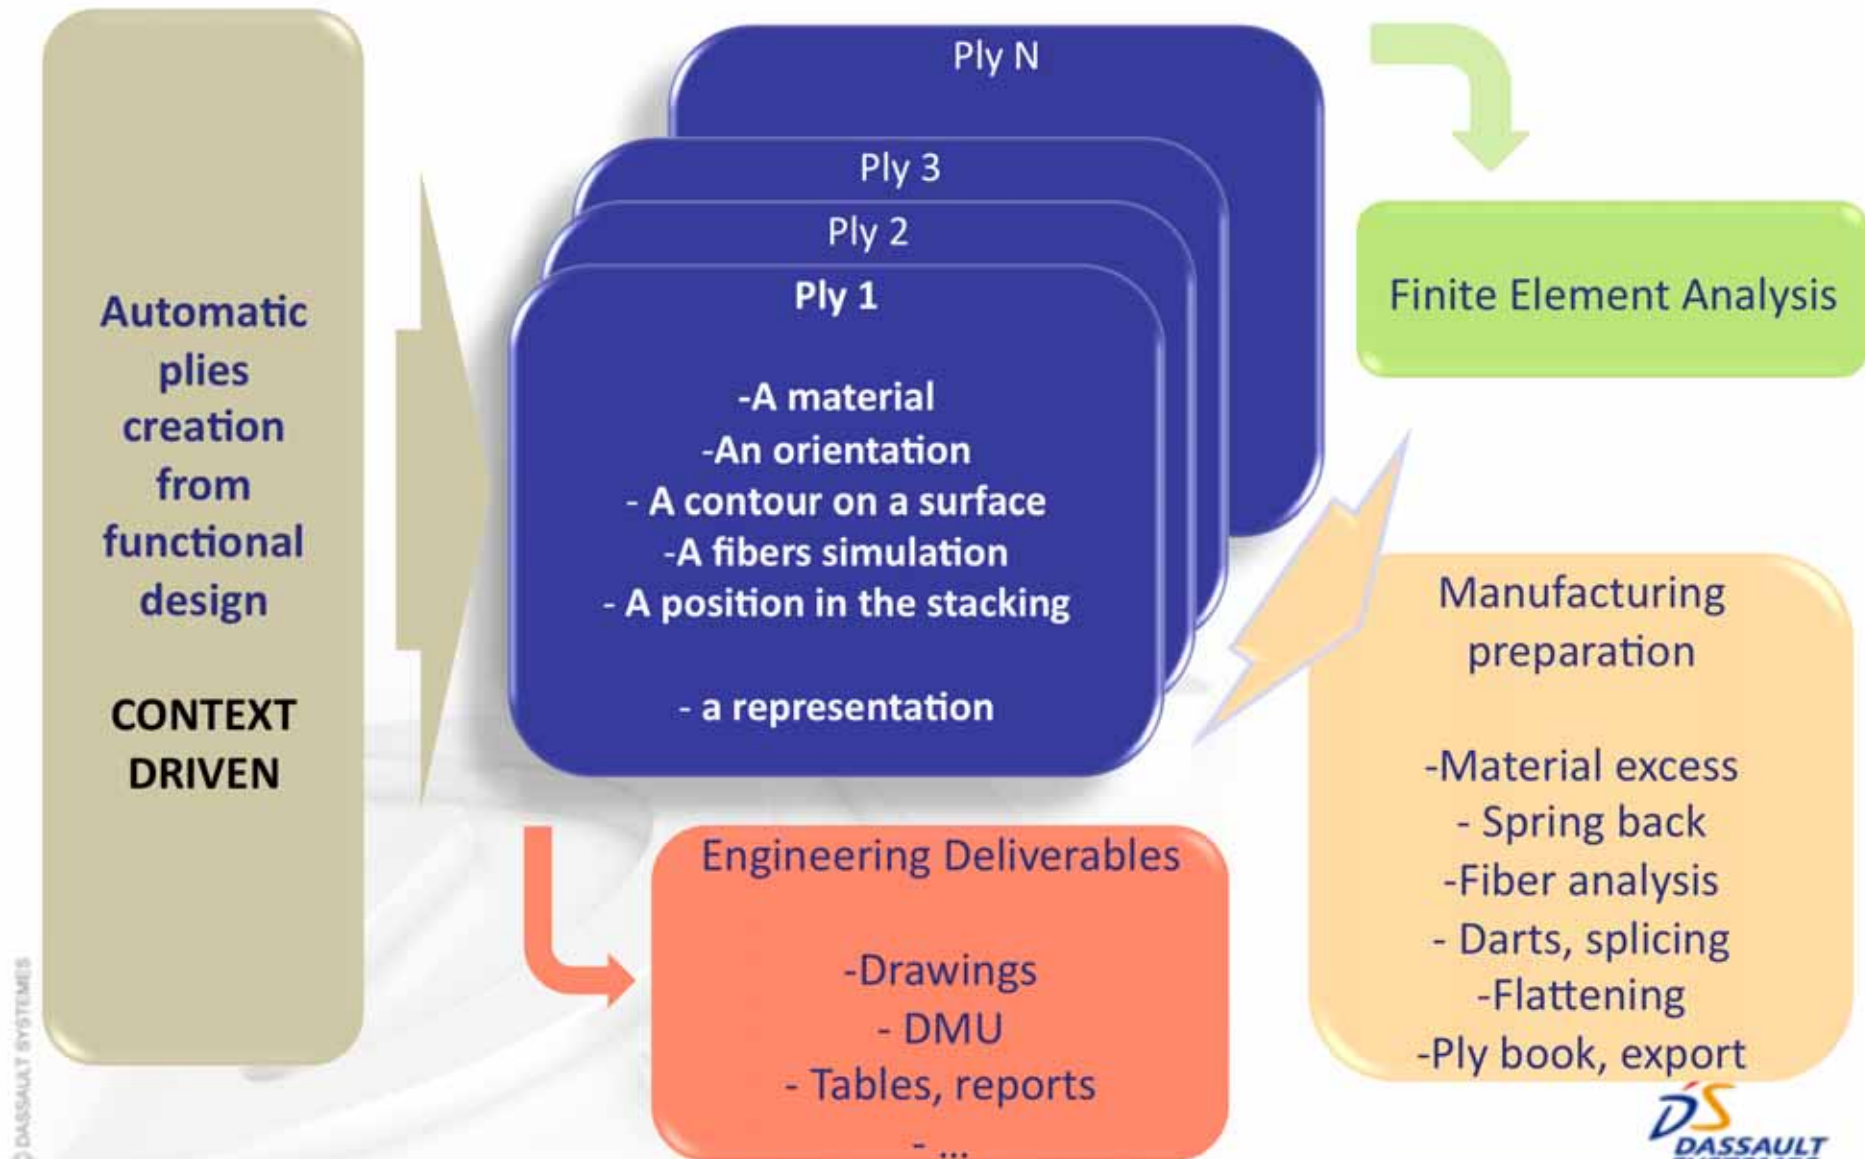 Automatic
plies
creation
from
functional
design
CONTEXT
DRIVEN
Ply N
Ply 3
Ply 2
Ply 1
-A material
-An orientation
- A contour on a surface
-A fibers simulation
- A position in the stacking
- a representation
Finite Element Analysis
Manufacturing
preparation
-Material excess
- Spring back
-Fiber analysis
- Darts, splicing
-Flattening
-Ply book, export
Engineering Deliverables
-Drawings
- DMU
- Tables, reports
- ...
© DASSAULT SYSTEMES
DASSAULT